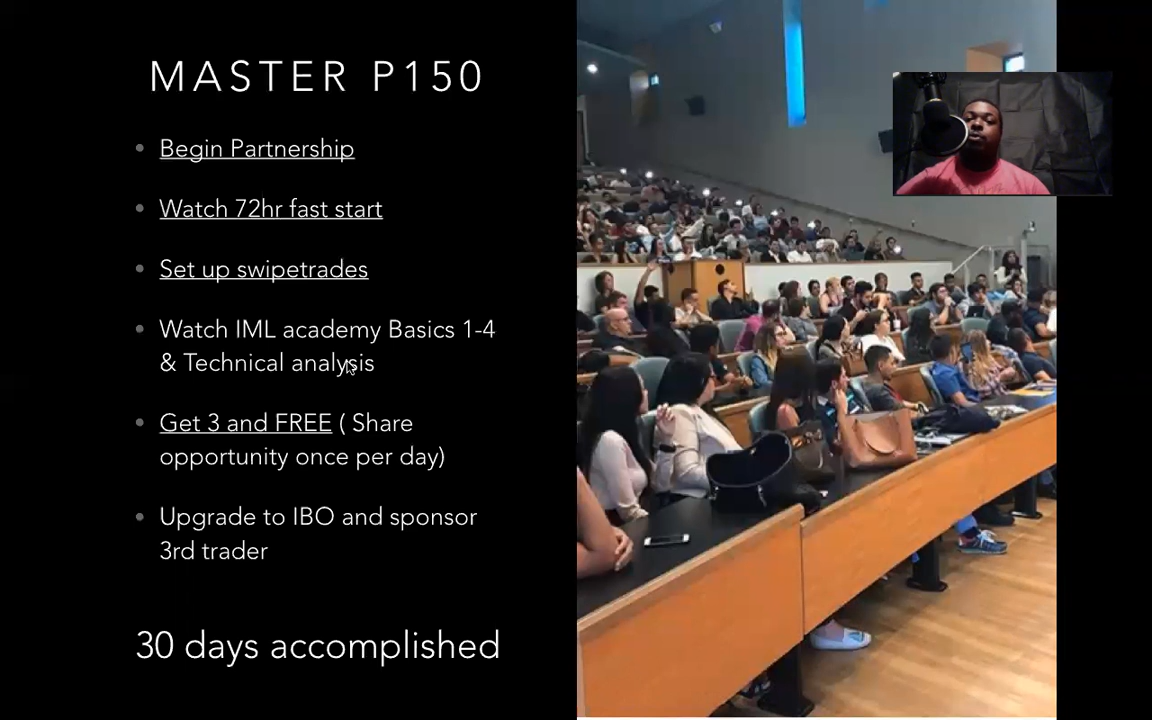 MASTER P150
• Begin Partnership
• Watch 72hr fast start
• Set up swipetrades
• Watch IML academy Basics 1-4
& Technical analysis
• Get 3 and FREE ( Share
opportunity once per day)
• Upgrade to IBO and sponsor
3rd trader
30 days accomplished